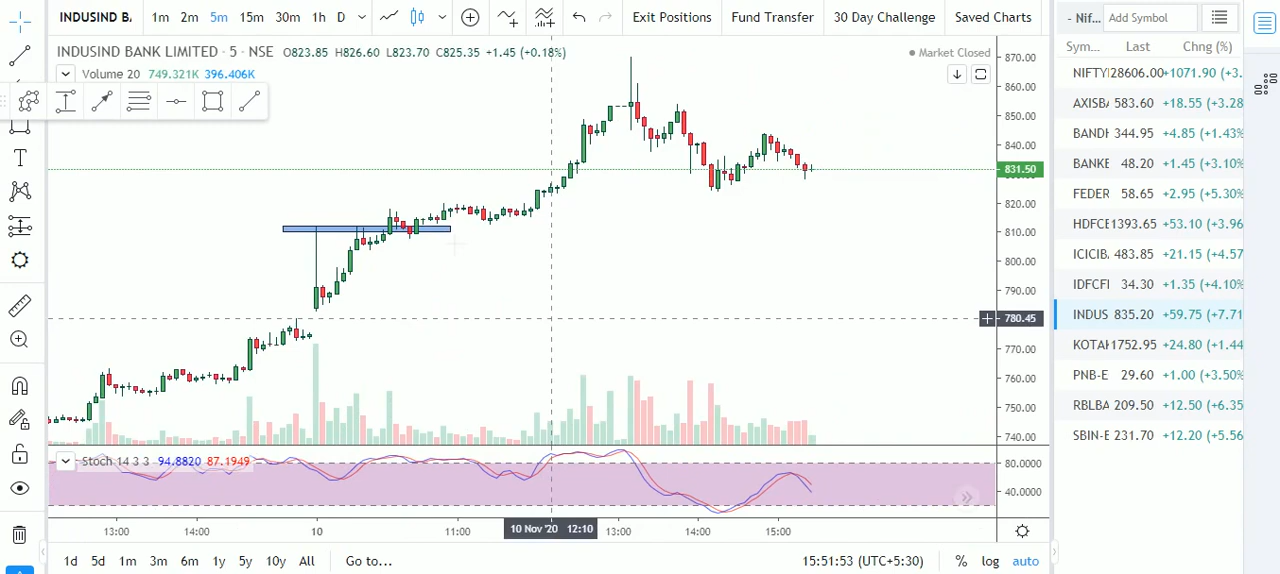 INDUSIND BA 1m 2m 5m 15m 30m 1h D Exit Positions Fund Transfer 30 Day Challenge Saved Charts
- Nif... Add Symbol
INDUSIND BANK LIMITED · 5 · NSE O823.85 H826.60 L823.70 C825.35 +1.45 (+0.18%)
Market Closed
Volume 20 749.321K 396.406K
Sym... Last Chng (%)
NIFTY 28606.00 +1071.90 (+3.
AXISB 583.60 +18.55 (+3.28
BANDH 344.95 +4.85 (+1.43%
BANKE 48.20 +1.45 (+3.10%
FEDER 58.65 +2.95 (+5.30%
HDFCE 1393.65 +53.10 (+3.96
ICICIB, 483.85 +21.15 (+4.57
IDFCFI 34.30 +1.35 (+4.10%
INDUS 835.20 +59.75 (+7.71
KOTAK 1752.95 +24.80 (+1.44
PNB-E 29.60 +1.00 (+3.50%
RBLBA 209.50 +12.50 (+6.35
SBIN-E 231.70 +12.20 (+5.56
870.00
860.00
850.00
840.00
831.50
820.00
810.00
800.00
790.00
780.45
770.00
760.00
750.00
740.00
Stoch 14 3 3 94.8820 87.1949
80.0000
40.0000
13:00 14:00 10 11:00 10 Nov '20 12:10 13:00 14:00 15:00
1d 5d 1m 3m 6m 1y 5y 10y All Go to... 15:51:53 (UTC+5:30) % log auto